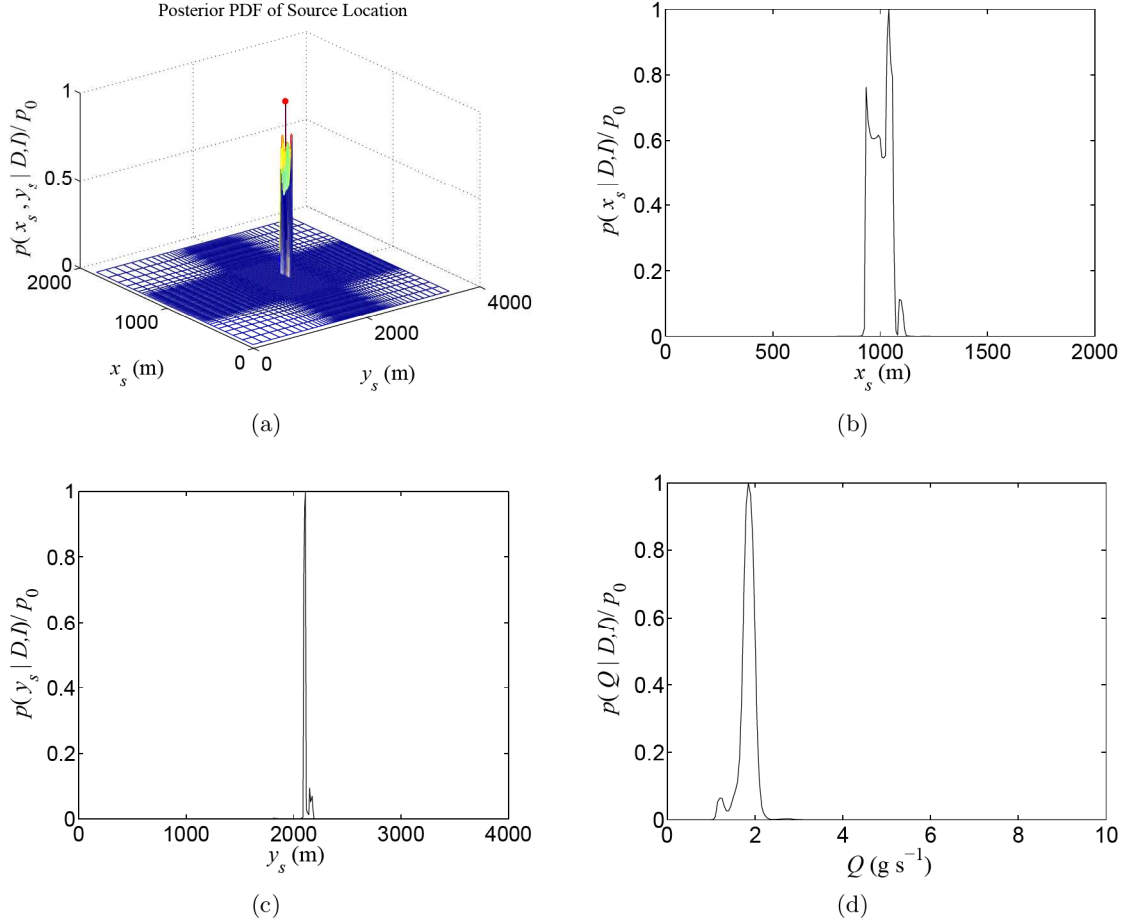 Posterior PDF of Source Location
1
0.5
0
p(x_s, y_s | D,I)/p_0
2000
1000
0
x_s (m)
0
2000
4000
y_s (m)
(a)
1
0.8
0.6
0.4
0.2
0
p(x_s | D,I)/p_0
0 500 1000 1500 2000
x_s (m)
(b)
1
0.8
0.6
0.4
0.2
0
p(y_s | D,I)/p_0
0 1000 2000 3000 4000
y_s (m)
(c)
1
0.8
0.6
0.4
0.2
0
p(Q | D,I)/p_0
0 2 4 6 8 10
Q (g s⁻¹)
(d)